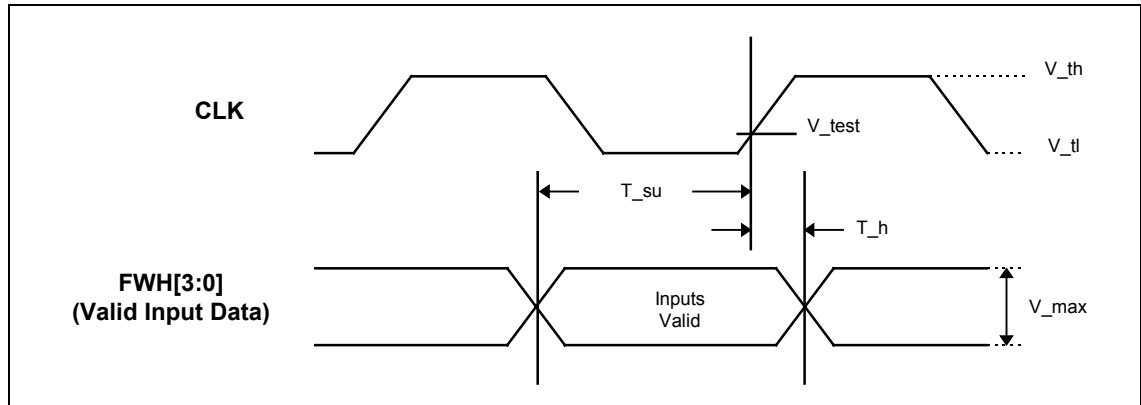 V_th
CLK
V_test
V_tl
T_su
T_h
FWH[3:0]
(Valid Input Data)
Inputs
Valid
V_max